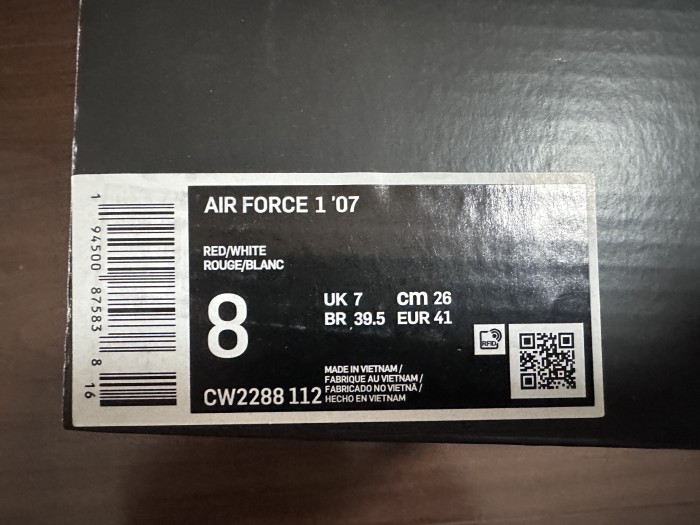 AIR FORCE 1 '07
RED/WHITE
ROUGE/BLANC
8
UK 7 cm 26
BR 39.5 EUR 41
RFID
CW2288 112
MADE IN VIETNAM /
FABRIQUE AU VIETNAM /
FABRICADO NO VIETNÃ /
HECHO EN VIETNAM
1 94500 87583 8 16